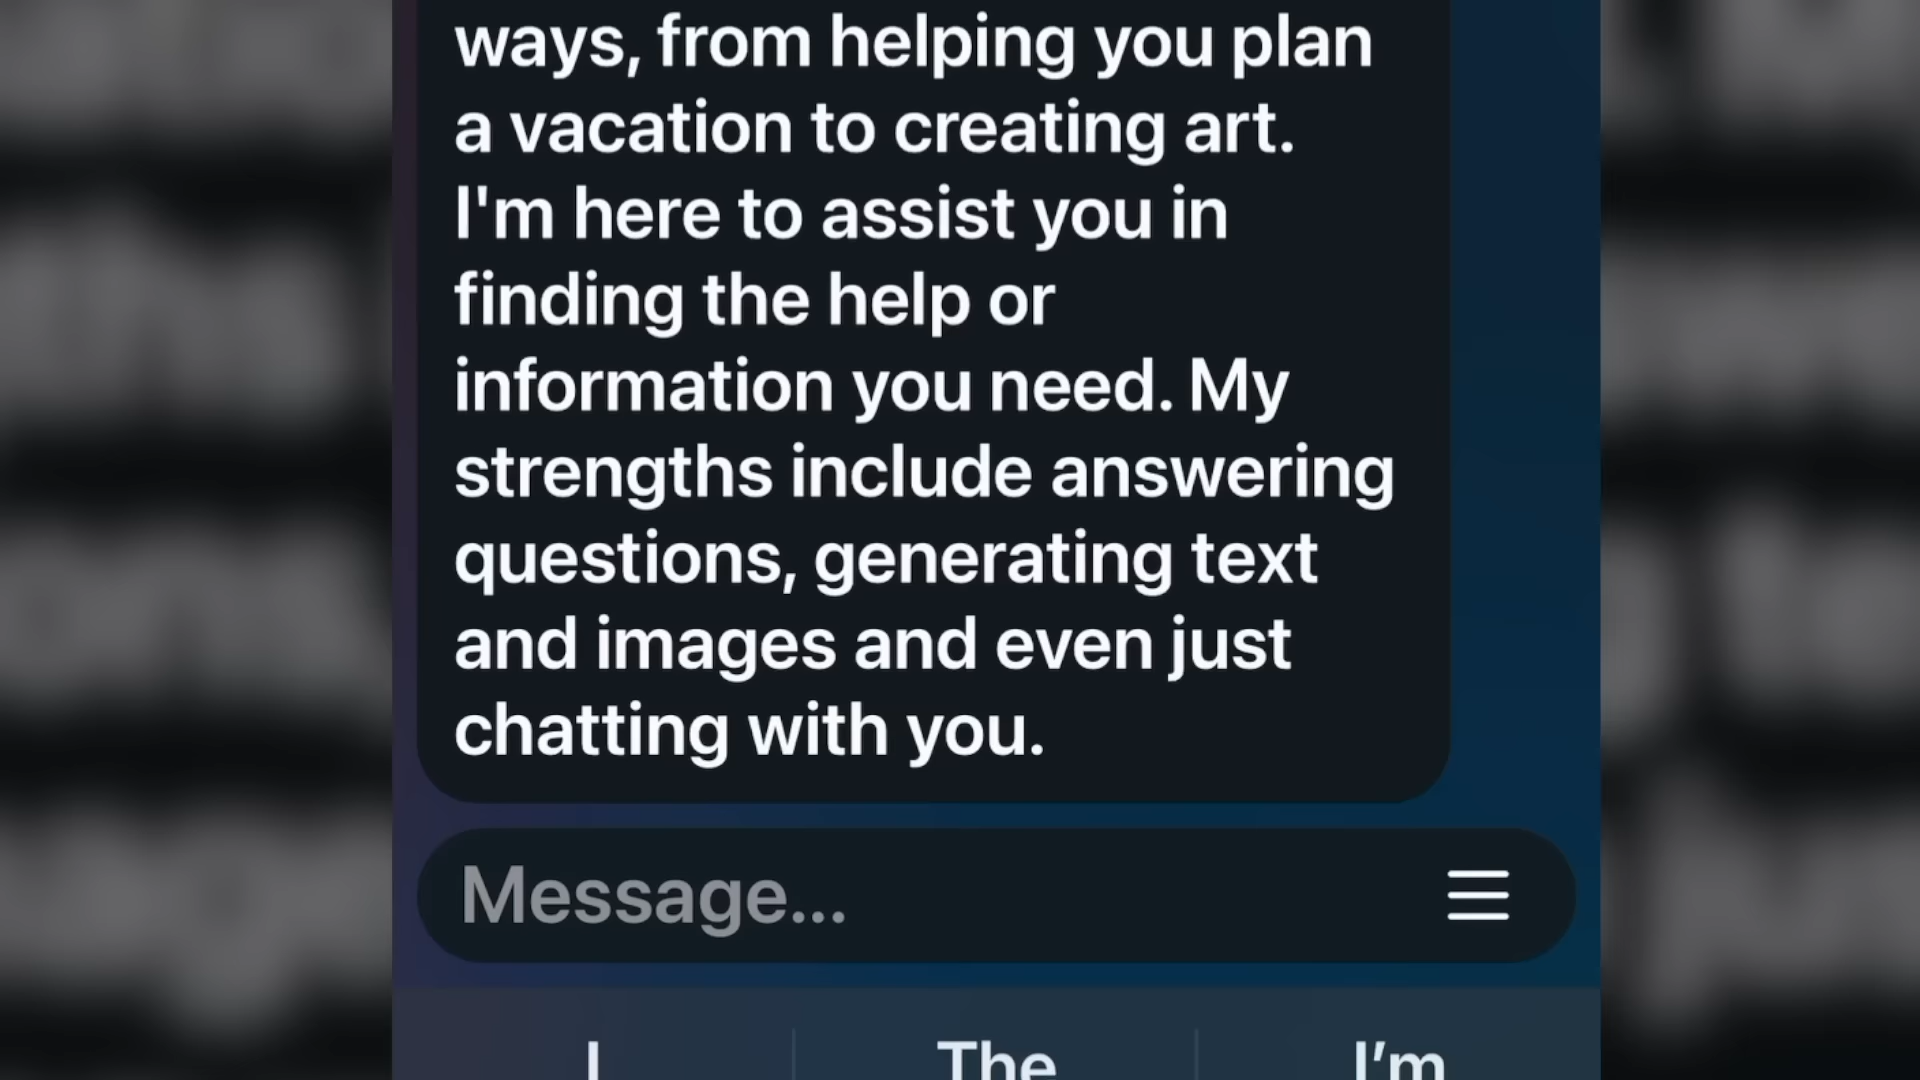 ways, from helping you plan
a vacation to creating art.
I'm here to assist you in
finding the help or
information you need. My
strengths include answering
questions, generating text
and images and even just
chatting with you.
Message...
I
The
I’m